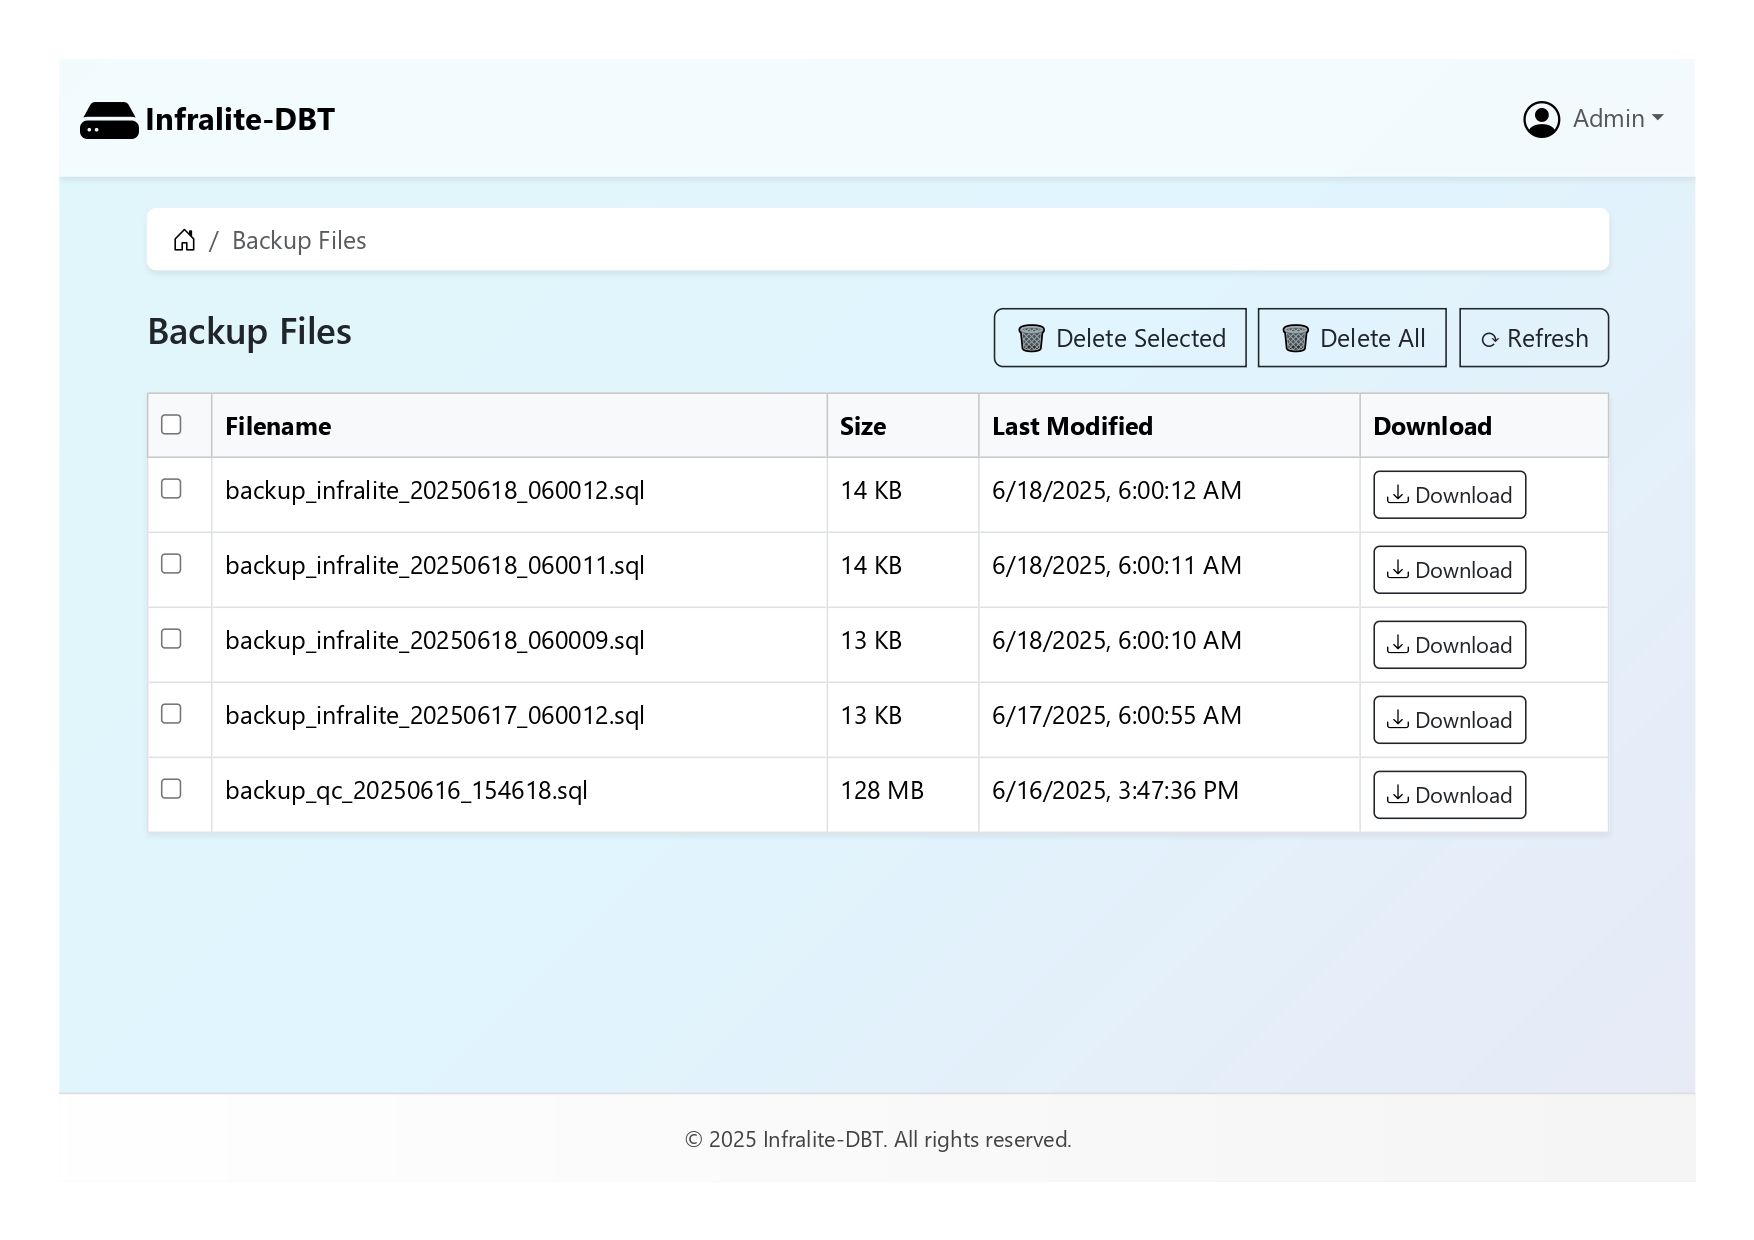 Infralite-DBT
Admin
/ Backup Files
Backup Files
Delete Selected
Delete All
Refresh
Filename Size Last Modified Download
backup_infralite_20250618_060012.sql 14 KB 6/18/2025, 6:00:12 AM Download
backup_infralite_20250618_060011.sql 14 KB 6/18/2025, 6:00:11 AM Download
backup_infralite_20250618_060009.sql 13 KB 6/18/2025, 6:00:10 AM Download
backup_infralite_20250617_060012.sql 13 KB 6/17/2025, 6:00:55 AM Download
backup_qc_20250616_154618.sql 128 MB 6/16/2025, 3:47:36 PM Download
© 2025 Infralite-DBT. All rights reserved.